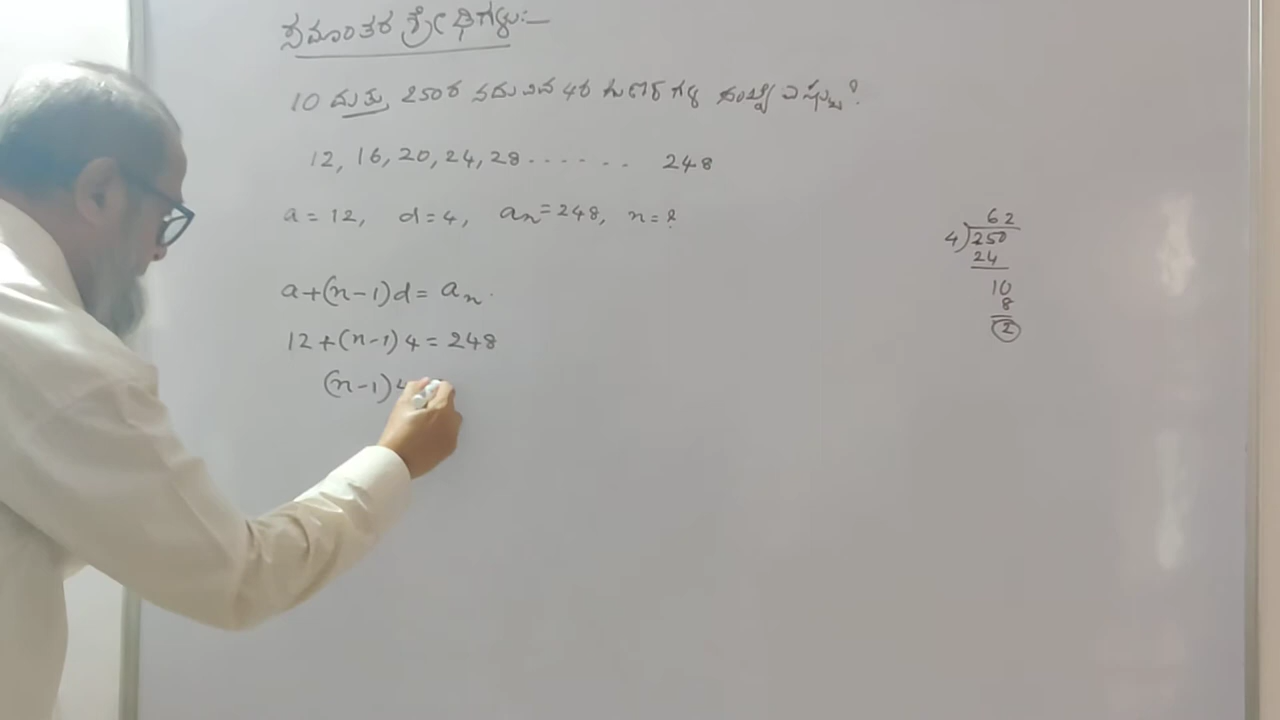 ಸಮಾಂತರ ಶ್ರೇಢಿಗಳು:—
10 ಮತ್ತು 250ರ ನಡುವಿನ 4ರ ಗುಣಕಗಳ ಸಂಖ್ಯೆ ಎಷ್ಟು?
12, 16, 20, 24, 28 . . . . . . 248
a = 12, d = 4, aₙ = 248, n = ?
a+(n-1)d = aₙ.
12+(n-1)4 = 248
(n-1)4
62
4)250
24
10
8
2